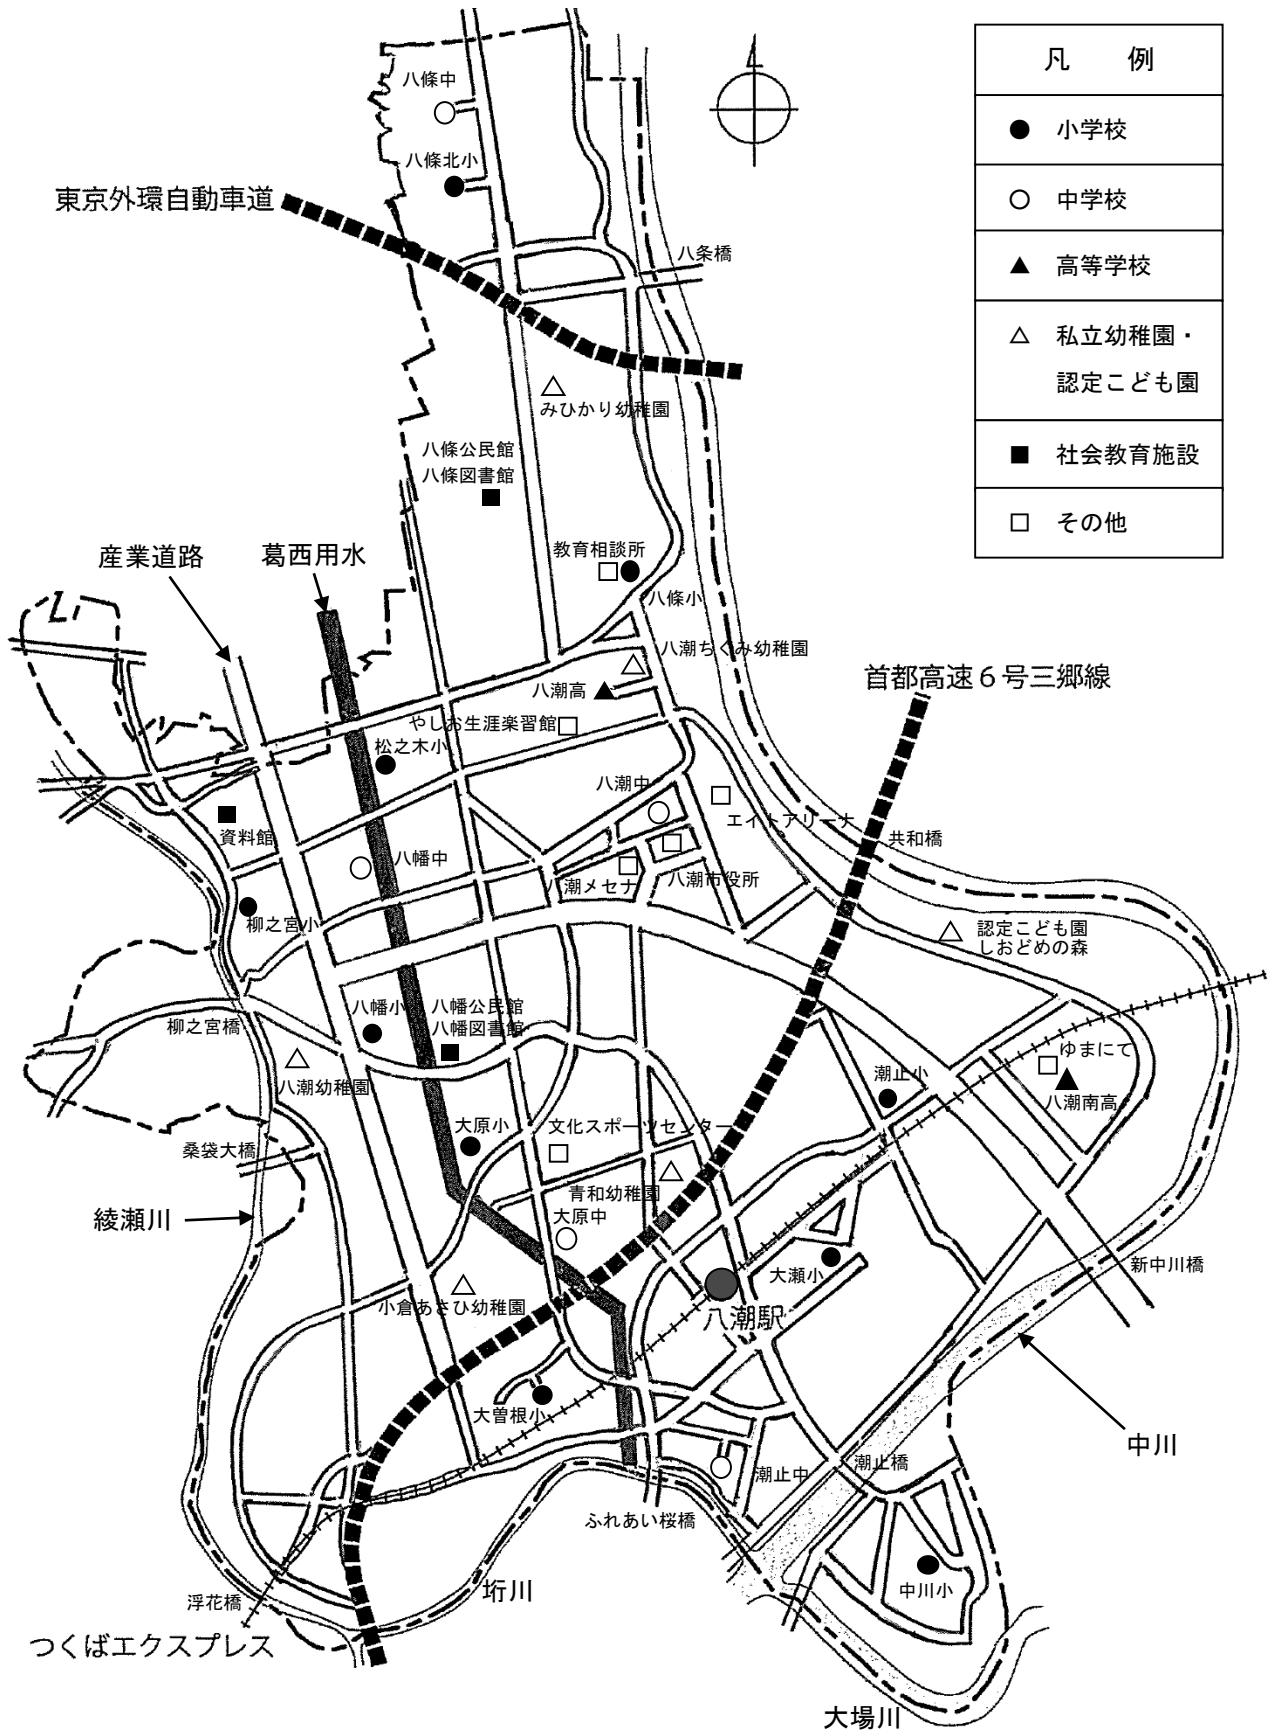 凡　例
小学校
中学校
高等学校
私立幼稚園・
認定こども園
社会教育施設
その他
八條中
八條北小
東京外環自動車道
八条橋
みひかり幼稚園
八條公民館
八條図書館
教育相談所
八條小
産業道路
葛西用水
八潮ちぐみ幼稚園
八潮高
首都高速６号三郷線
やしお生涯楽習館
松之木小
八潮中
エイトアリーナ
資料館
共和橋
八幡中
八潮メセナ
八潮市役所
柳之宮小
認定こども園
しおどめの森
柳之宮橋
八幡小
八幡公民館
八幡図書館
八潮幼稚園
ゆまにて
潮止小
八潮南高
大原小
文化スポーツセンター
桑袋大橋
青和幼稚園
綾瀬川
大原中
大瀬小
新中川橋
小倉あさひ幼稚園
八潮駅
大曽根小
中川
潮止中
潮止橋
ふれあい桜橋
中川小
浮花橋
垳川
つくばエクスプレス
大場川